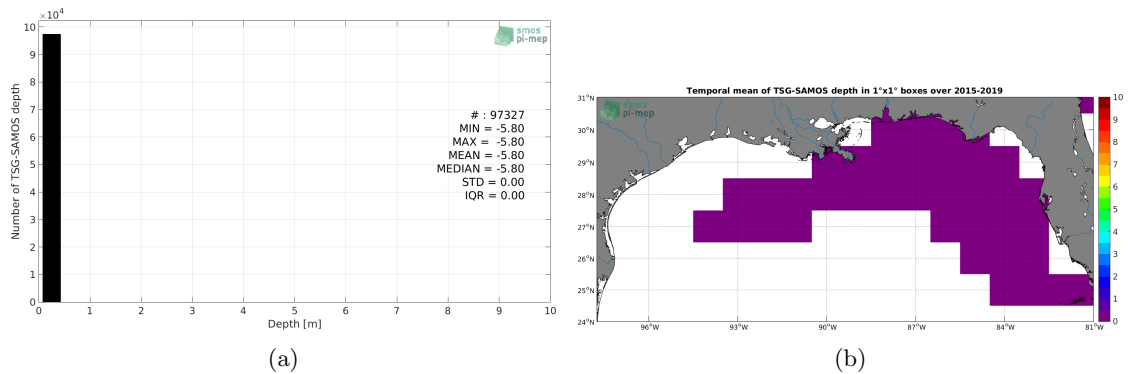 ×10⁴
10
9
8
7
6
5
4
3
2
1
0
Number of TSG-SAMOS depth
smos
pi-mep
# : 97327
MIN = -5.80
MAX = -5.80
MEAN = -5.80
MEDIAN = -5.80
STD = 0.00
IQR = 0.00
0 1 2 3 4 5 6 7 8 9 10
Depth [m]
(a)
Temporal mean of TSG-SAMOS depth in 1°x1° boxes over 2015-2019
smos
pi-mep
31°N
30°N
29°N
28°N
27°N
26°N
25°N
24°N
96°W 93°W 90°W 87°W 84°W 81°W
10
9
8
7
6
5
4
3
2
1
0
(b)